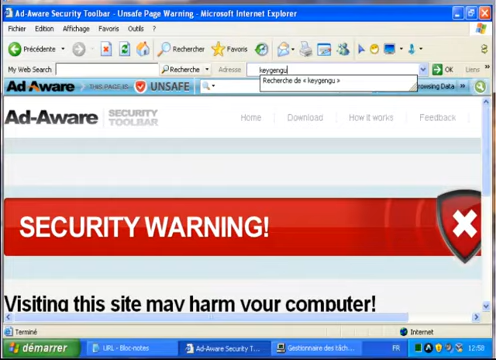 Ad-Aware Security Toolbar - Unsafe Page Warning - Microsoft Internet Explorer
Fichier Edition Affichage Favoris Outils ?
Précédente Rechercher Favoris
My Web Search Recherche Adresse keygengu OK Liens
Recherche de « keygengu »
Ad-Aware THIS PAGE IS UNSAFE rowsing Data
Ad-Aware SECURITY TOOLBAR Home Download How it works Feedback
SECURITY WARNING!
Visiting this site may harm your computer!
Terminé Internet
démarrer URL - Bloc-notes Ad-Aware Security T... Gestionnaire des tâch... FR 12:50